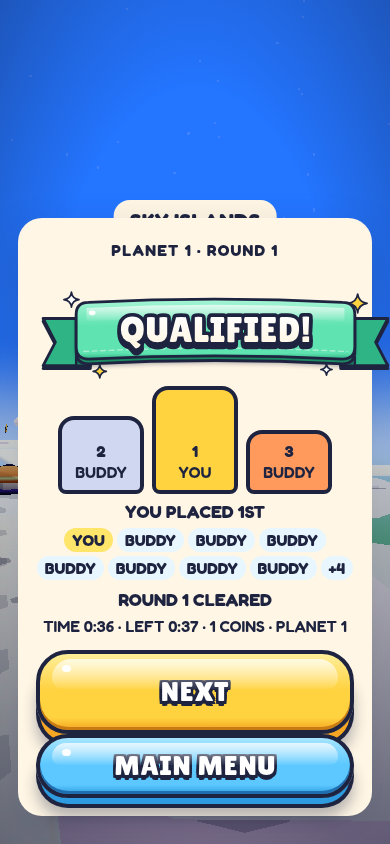 SKY ISLANDS
PLANET 1 · ROUND 1
QUALIFIED!
2
BUDDY
1
YOU
3
BUDDY
YOU PLACED 1ST
YOU BUDDY BUDDY BUDDY
BUDDY BUDDY BUDDY BUDDY +4
ROUND 1 CLEARED
TIME 0:36 · LEFT 0:37 · 1 COINS · PLANET 1
NEXT
MAIN MENU